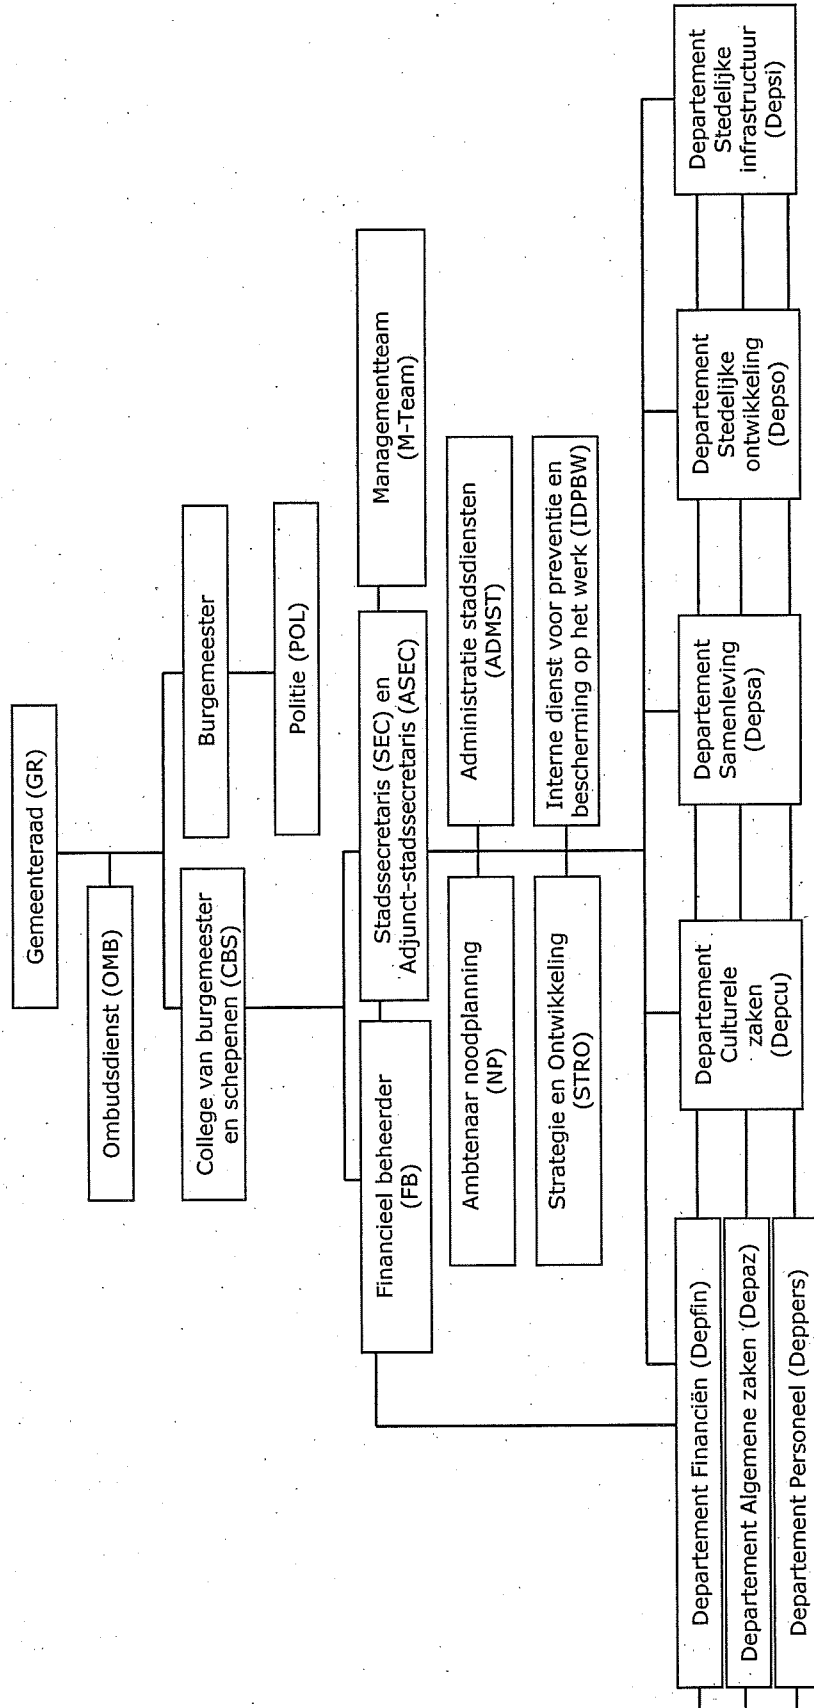 Gemeenteraad (GR)
Ombudsdienst (OMB)
College van burgemeester
en schepenen (CBS)
Burgemeester
Politie (POL)
Financieel beheerder
(FB)
Stadssecretaris (SEC) en
Adjunct-stadssecretaris (ASEC)
Managementteam
(M-Team)
Ambtenaar noodplanning
(NP)
Administratie stadsdiensten
(ADMST)
Strategie en Ontwikkeling
(STRO)
Interne dienst voor preventie en
bescherming op het werk (IDPBW)
Departement Financiën (Depfin)
Departement Algemene zaken (Depaz)
Departement Personeel (Deppers)
Departement
Culturele
zaken
(Depcu)
Departement
Samenleving
(Depsa)
Departement
Stedelijke
ontwikkeling
(Depso)
Departement
Stedelijke
infrastructuur
(Depsi)